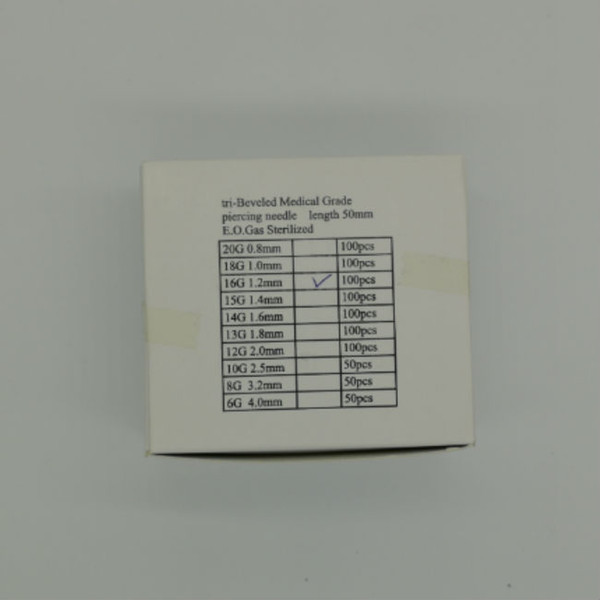 tri-Beveled Medical Grade
piercing needle length 50mm
E.O.Gas Sterilized
20G 0.8mm 100pcs
18G 1.0mm 100pcs
16G 1.2mm ✓ 100pcs
15G 1.4mm 100pcs
14G 1.6mm 100pcs
13G 1.8mm 100pcs
12G 2.0mm 100pcs
10G 2.5mm 50pcs
8G 3.2mm 50pcs
6G 4.0mm 50pcs